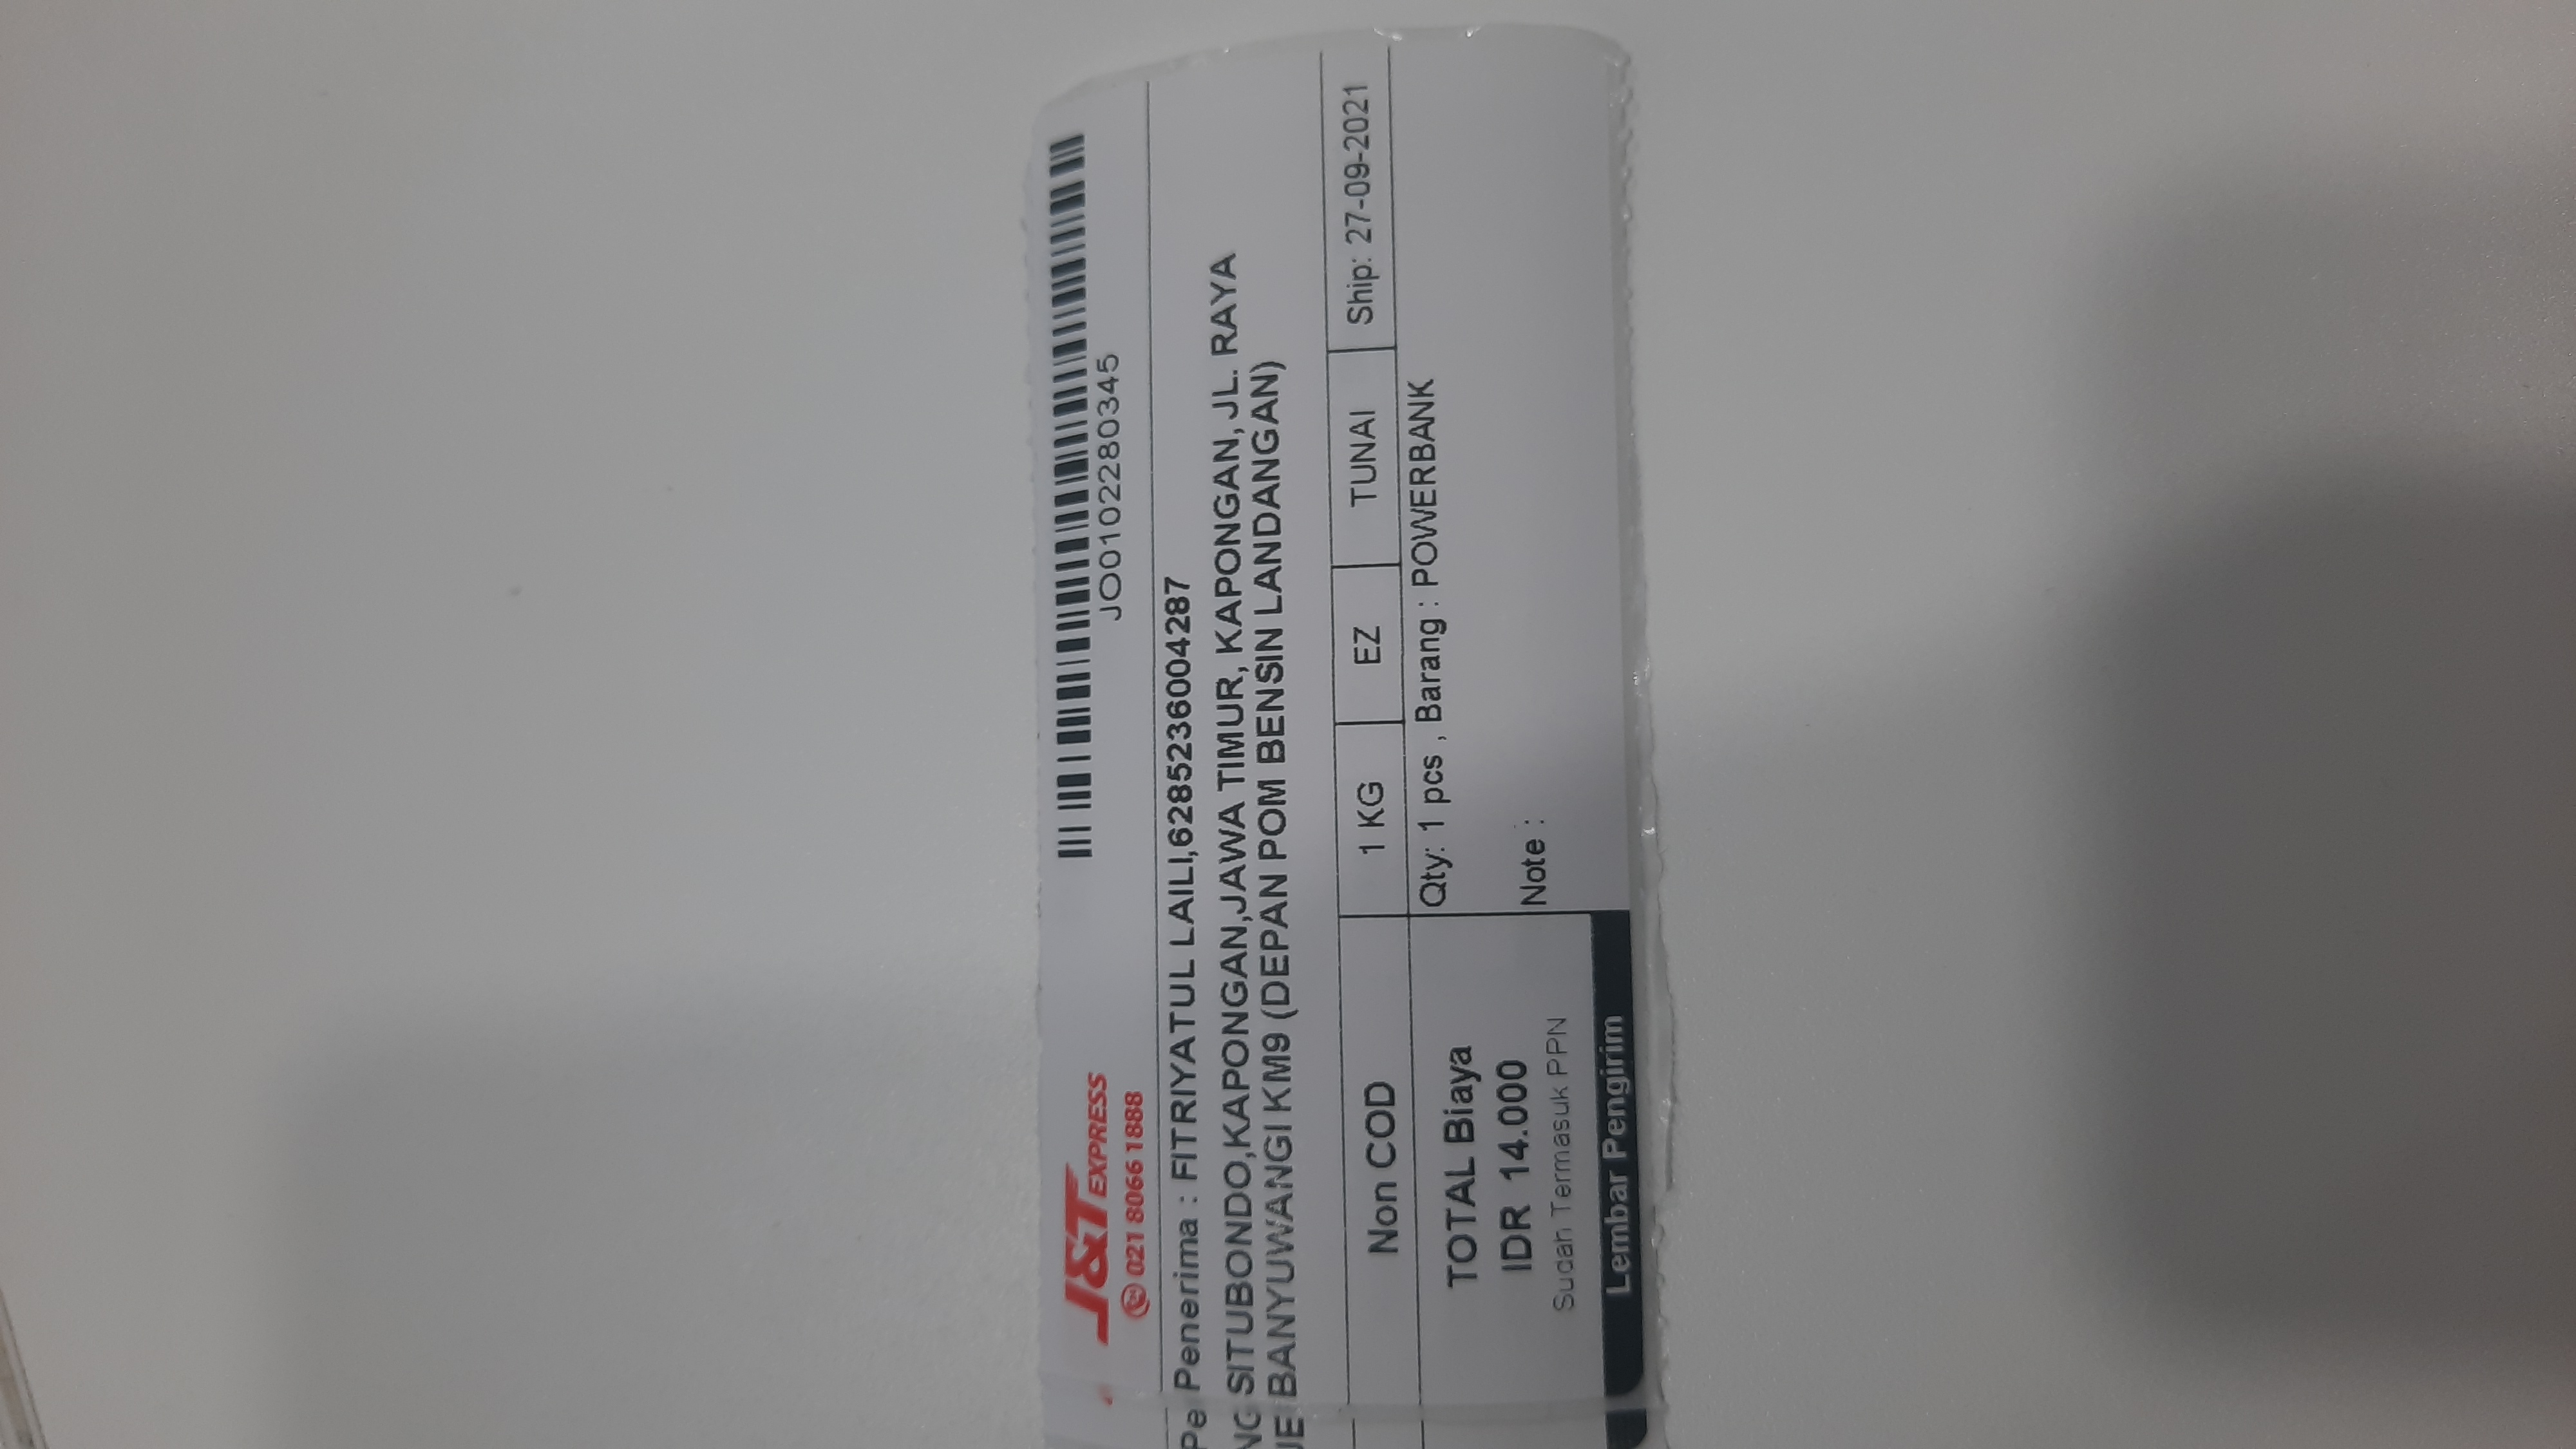 J&T EXPRESS
021 8066 1888
JO0102280345
Pe
Penerima : FITRIYATUL LAILI,6285236004287
NG
SITUBONDO,KAPONGAN,JAWA TIMUR, KAPONGAN, JL. RAYA
UE
BANYUWANGI KM9 (DEPAN POM BENSIN LANDANGAN)
Non COD
1 KG
EZ
TUNAI
Ship: 27-09-2021
TOTAL Biaya
IDR 14.000
Sudah Termasuk PPN
Lembar Pengirim
Qty: 1 pcs , Barang : POWERBANK
Note :